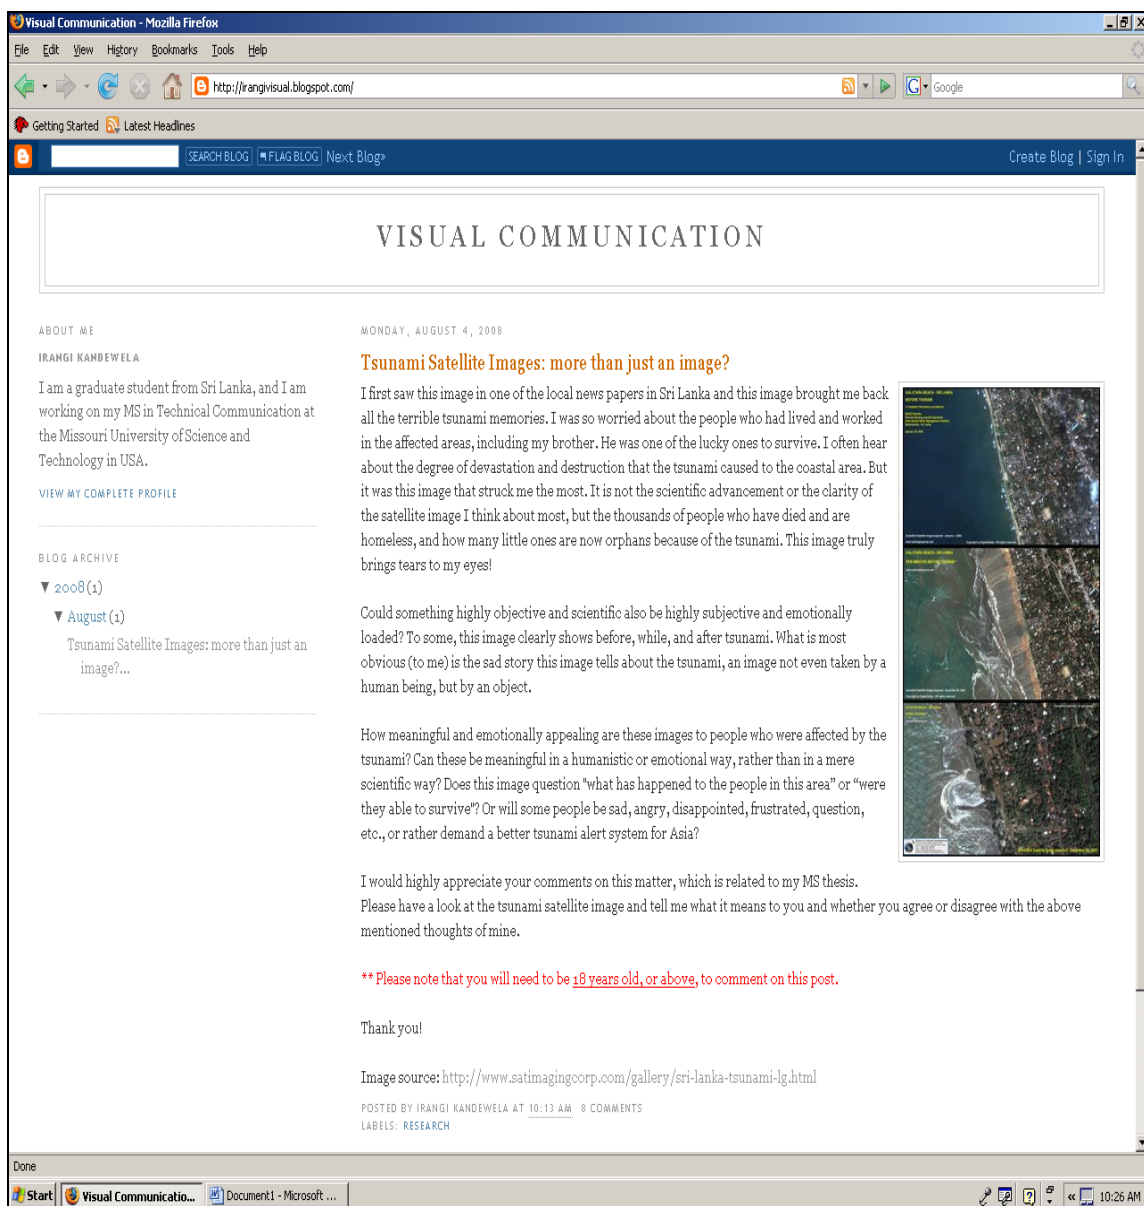 Visual Communication - Mozilla Firefox
File Edit View History Bookmarks Tools Help
http://irangivisual.blogspot.com/
Google
Getting Started Latest Headlines
SEARCH BLOG FLAG BLOG Next Blog»
Create Blog | Sign In
VISUAL COMMUNICATION
ABOUT ME
IRANGI KANDEWELA
I am a graduate student from Sri Lanka, and I am
working on my MS in Technical Communication at
the Missouri University of Science and
Technology in USA.
VIEW MY COMPLETE PROFILE
BLOG ARCHIVE
▼ 2008 (1)
▼ August (1)
Tsunami Satellite Images: more than just an
image?...
MONDAY, AUGUST 4, 2008
Tsunami Satellite Images: more than just an image?
I first saw this image in one of the local news papers in Sri Lanka and this image brought me back
all the terrible tsunami memories. I was so worried about the people who had lived and worked
in the affected areas, including my brother. He was one of the lucky ones to survive. I often hear
about the degree of devastation and destruction that the tsunami caused to the coastal area. But
it was this image that struck me the most. It is not the scientific advancement or the clarity of
the satellite image I think about most, but the thousands of people who have died and are
homeless, and how many little ones are now orphans because of the tsunami. This image truly
brings tears to my eyes!
Could something highly objective and scientific also be highly subjective and emotionally
loaded? To some, this image clearly shows before, while, and after tsunami. What is most
obvious (to me) is the sad story this image tells about the tsunami, an image not even taken by a
human being, but by an object.
How meaningful and emotionally appealing are these images to people who were affected by the
tsunami? Can these be meaningful in a humanistic or emotional way, rather than in a mere
scientific way? Does this image question "what has happened to the people in this area” or “were
they able to survive"? Or will some people be sad, angry, disappointed, frustrated, question,
etc., or rather demand a better tsunami alert system for Asia?
I would highly appreciate your comments on this matter, which is related to my MS thesis.
Please have a look at the tsunami satellite image and tell me what it means to you and whether you agree or disagree with the above
mentioned thoughts of mine.
** Please note that you will need to be 18 years old, or above, to comment on this post.
Thank you!
Image source: http://www.satimagingcorp.com/gallery/sri-lanka-tsunami-lg.html
POSTED BY IRANGI KANDEWELA AT 10:13 AM 8 COMMENTS
LABELS: RESEARCH
Done
Start Visual Communicatio... Document1 - Microsoft ... 10:26 AM